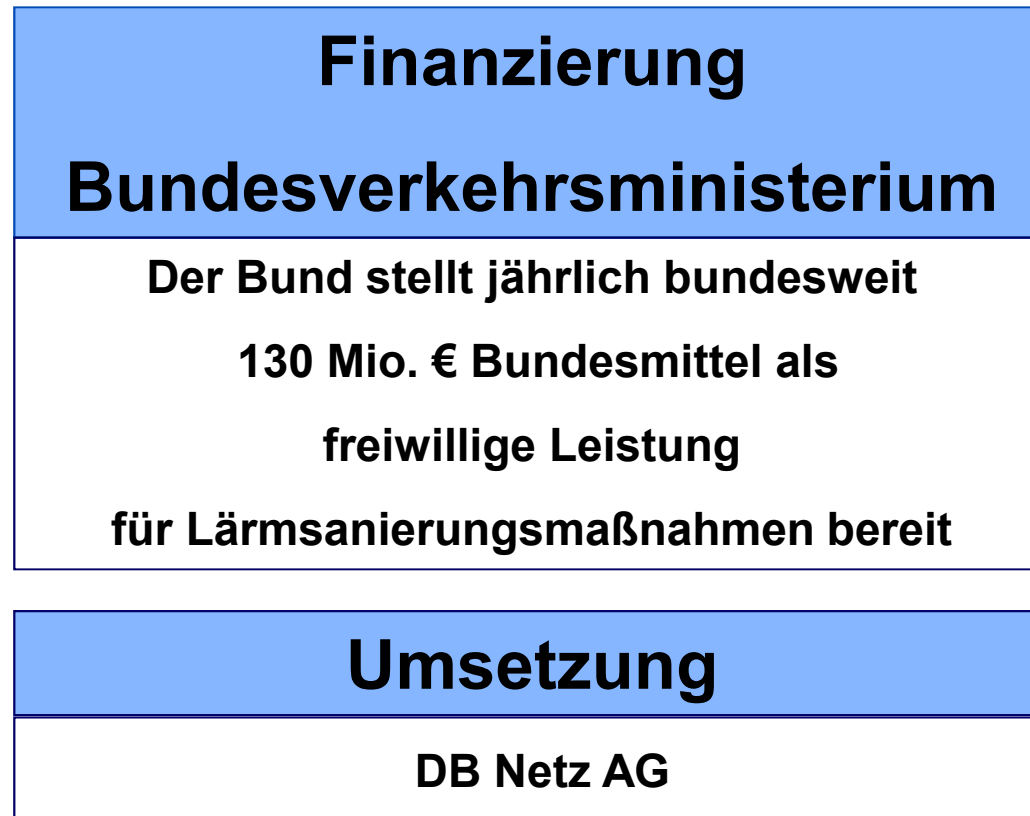 Finanzierung
Bundesverkehrsministerium
Der Bund stellt jährlich bundesweit
130 Mio. € Bundesmittel als
freiwillige Leistung
für Lärmsanierungsmaßnahmen bereit
Umsetzung
DB Netz AG